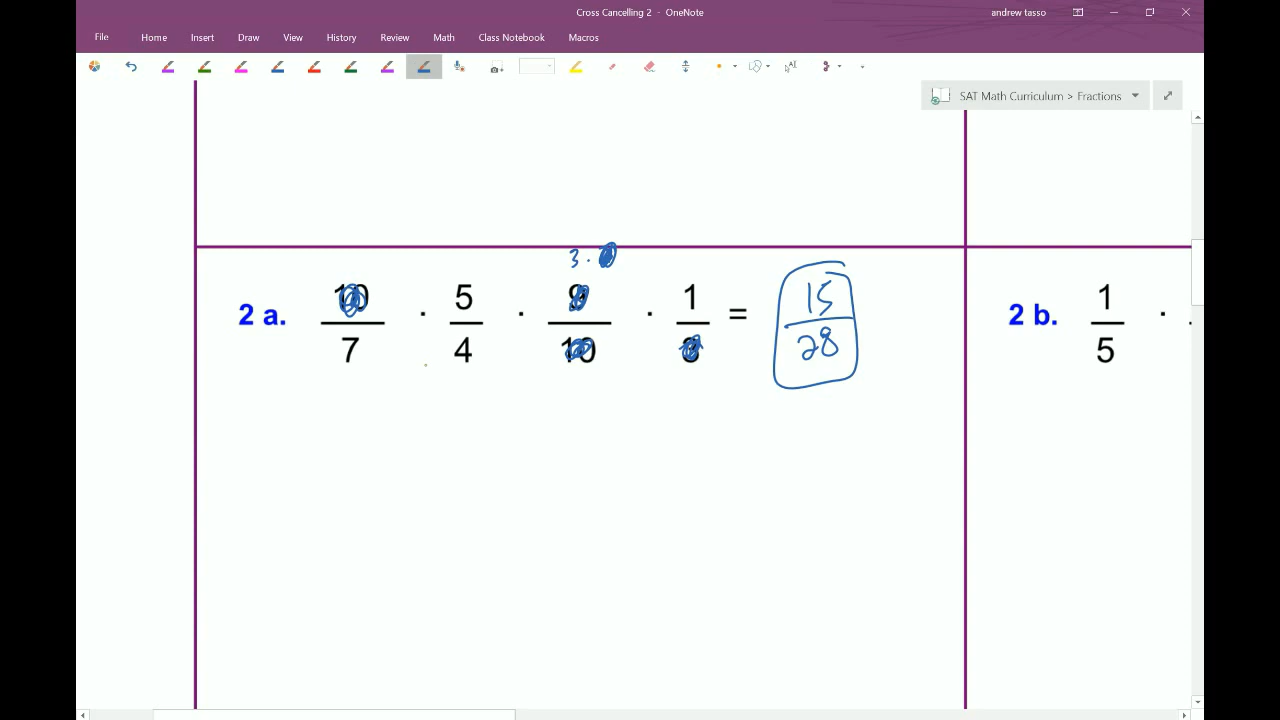 Cross Cancelling 2 - OneNote
andrew tasso
File Home Insert Draw View History Review Math Class Notebook Macros
SAT Math Curriculum > Fractions
3 ·
2 a. 10/7 · 5/4 · 9/10 · 1/3 = 15/28
2 b. 1/5 ·